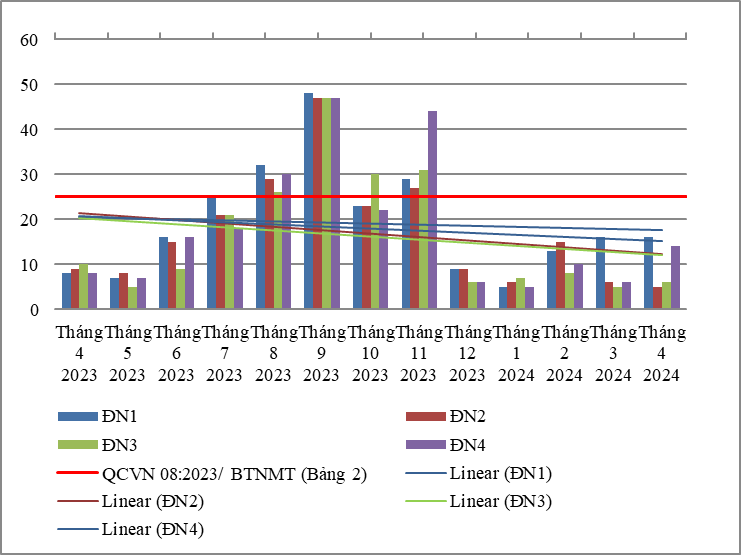 60
50
40
30
20
10
0
Tháng Tháng Tháng Tháng Tháng Tháng Tháng Tháng Tháng Tháng Tháng Tháng Tháng
4 5 6 7 8 9 10 11 12 1 2 3 4
2023 2023 2023 2023 2023 2023 2023 2023 2023 2024 2024 2024 2024
ĐN1 ĐN2
ĐN3 ĐN4
QCVN 08:2023/ BTNMT (Bảng 2) Linear (ĐN1)
Linear (ĐN2) Linear (ĐN3)
Linear (ĐN4)